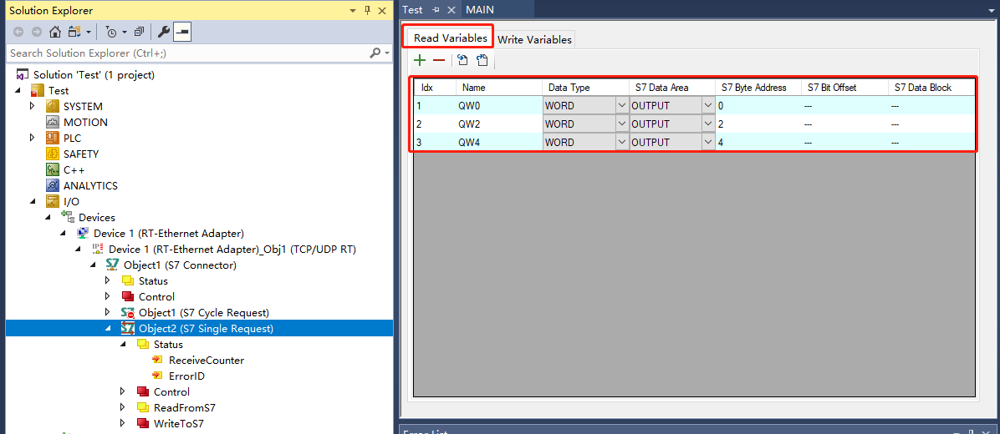 Solution Explorer
Search Solution Explorer (Ctrl+;)
Solution 'Test' (1 project)
Test
SYSTEM
MOTION
PLC
SAFETY
C++
ANALYTICS
I/O
Devices
Device 1 (RT-Ethernet Adapter)
Device 1 (RT-Ethernet Adapter)_Obj1 (TCP/UDP RT)
Object1 (S7 Connector)
Status
Control
Object1 (S7 Cycle Request)
Object2 (S7 Single Request)
Status
ReceiveCounter
ErrorID
Control
ReadFromS7
WriteToS7
Test MAIN
Read Variables Write Variables
Idx Name Data Type S7 Data Area S7 Byte Address S7 Bit Offset S7 Data Block
1 QW0 WORD OUTPUT 0 --- ---
2 QW2 WORD OUTPUT 2 --- ---
3 QW4 WORD OUTPUT 4 --- ---
Error List